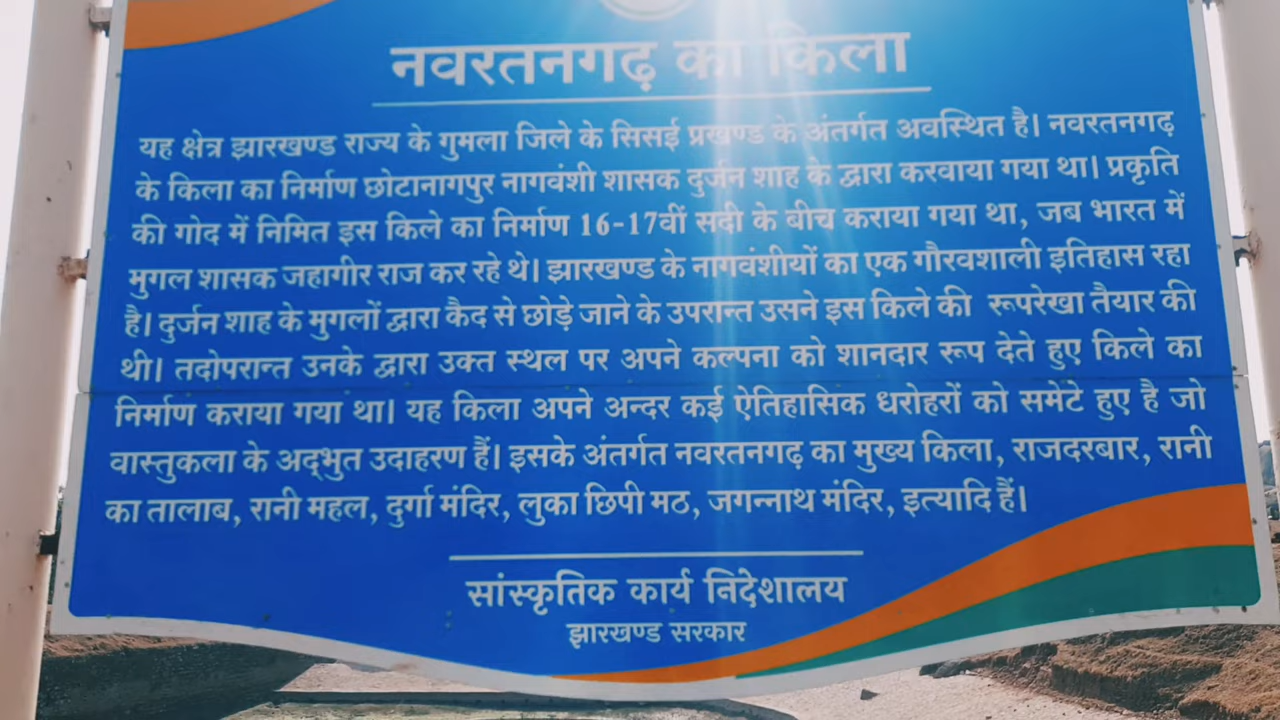 नवरतनगढ़ का किला
यह क्षेत्र झारखण्ड राज्य के गुमला जिले के सिसई प्रखण्ड के अंतर्गत अवस्थित है। नवरतनगढ़
के किला का निर्माण छोटानागपुर नागवंशी शासक दुर्जन शाह के द्वारा करवाया गया था। प्रकृति
की गोद में निमित इस किले का निर्माण 16-17वीं सदी के बीच कराया गया था, जब भारत में
मुगल शासक जहागीर राज कर रहे थे। झारखण्ड के नागवंशीयों का एक गौरवशाली इतिहास रहा
है। दुर्जन शाह के मुगलों द्वारा कैद से छोड़े जाने के उपरान्त उसने इस किले की रूपरेखा तैयार की
थी। तदोपरान्त उनके द्वारा उक्त स्थल पर अपने कल्पना को शानदार रूप देते हुए किले का
निर्माण कराया गया था। यह किला अपने अन्दर कई ऐतिहासिक धरोहरों को समेटे हुए है जो
वास्तुकला के अद्‌भुत उदाहरण हैं। इसके अंतर्गत नवरतनगढ़ का मुख्य किला, राजदरबार, रानी
का तालाब, रानी महल, दुर्गा मंदिर, लुका छिपी मठ, जगन्नाथ मंदिर, इत्यादि हैं।
सांस्कृतिक कार्य निदेशालय
झारखण्ड सरकार